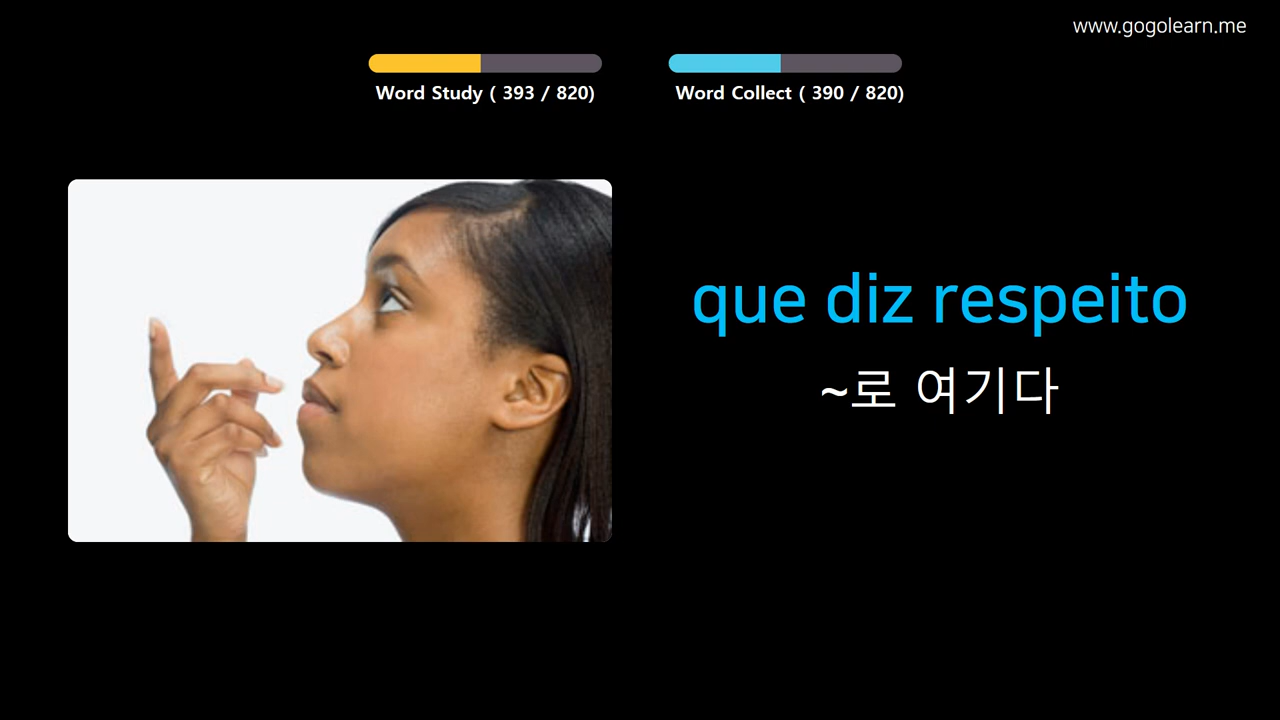 www.gogolearn.me
Word Study ( 393 / 820)
Word Collect ( 390 / 820)
que diz respeito
~로 여기다